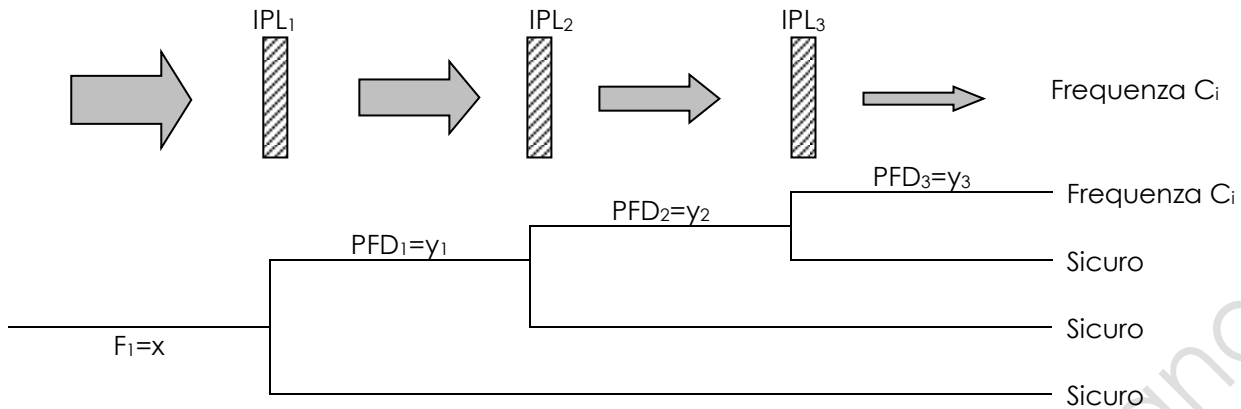 IPL₁ IPL₂ IPL₃
Frequenza Cᵢ
PFD₃=y₃
Frequenza Cᵢ
PFD₂=y₂
PFD₁=y₁
Sicuro
F₁=x
Sicuro
Sicuro